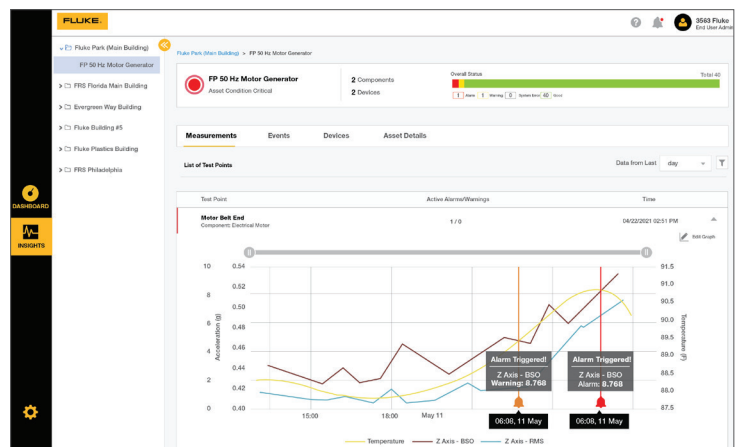 FLUKE.
3563 Fluke
End User Admin
Fluke Park (Main Building)
FP 50 Hz Motor Generator
FRS Florida Main Building
Evergreen Way Building
Fluke Building #5
Fluke Plastics Building
FRS Philadelphia
DASHBOARD
INSIGHTS
Fluke Park (Main Building) > FP 50 Hz Motor Generator
FP 50 Hz Motor Generator
Asset Condition Critical
2 Components
2 Devices
Overall Status
Total 40
1 Alarm 1 Warning 0 System Error 40 Good
Measurements Events Devices Asset Details
List of Test Points
Data from Last day
Test Point Active Alarms/Warnings Time
Motor Belt End
Component: Electrical Motor
1 / 0
04/22/2021 02:51 PM
Edit Graph
10 0.54 91.5
91.0
8 0.52
90.5
0.50
90.0
6 0.48
89.5
4 0.46
89.0
0.44
88.5
2 0.42
88.0
0 0.40 87.5
Acceleration (g)
Temperature (F)
Alarm Triggered!
Z Axis - BSO
Warning: 8.768
Alarm Triggered!
Z Axis - BSO
Alarm: 8.768
15:00 18:00 May 11
06:08, 11 May
06:08, 11 May
Temperature Z Axis - BSO Z Axis - RMS